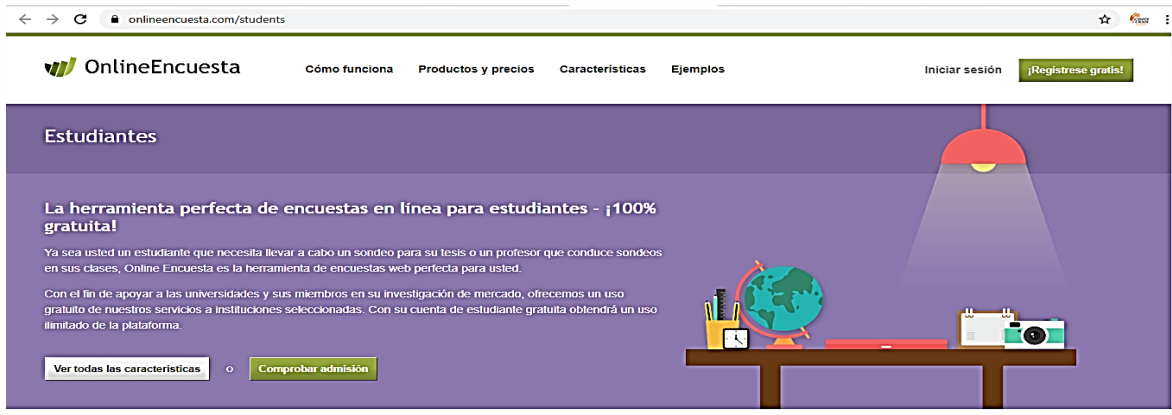 onlineencuesta.com/students
OnlineEncuesta
Cómo funciona Productos y precios Características Ejemplos Iniciar sesión ¡Regístrese gratis!
Estudiantes
La herramienta perfecta de encuestas en línea para estudiantes - ¡100%
gratuita!
Ya sea usted un estudiante que necesita llevar a cabo un sondeo para su tesis o un profesor que conduce sondeos
en sus clases, Online Encuesta es la herramienta de encuestas web perfecta para usted.
Con el fin de apoyar a las universidades y sus miembros en su investigación de mercado, ofrecemos un uso
gratuito de nuestros servicios a instituciones seleccionadas. Con su cuenta de estudiante gratuita obtendrá un uso
ilimitado de la plataforma.
Ver todas las características o Comprobar admisión